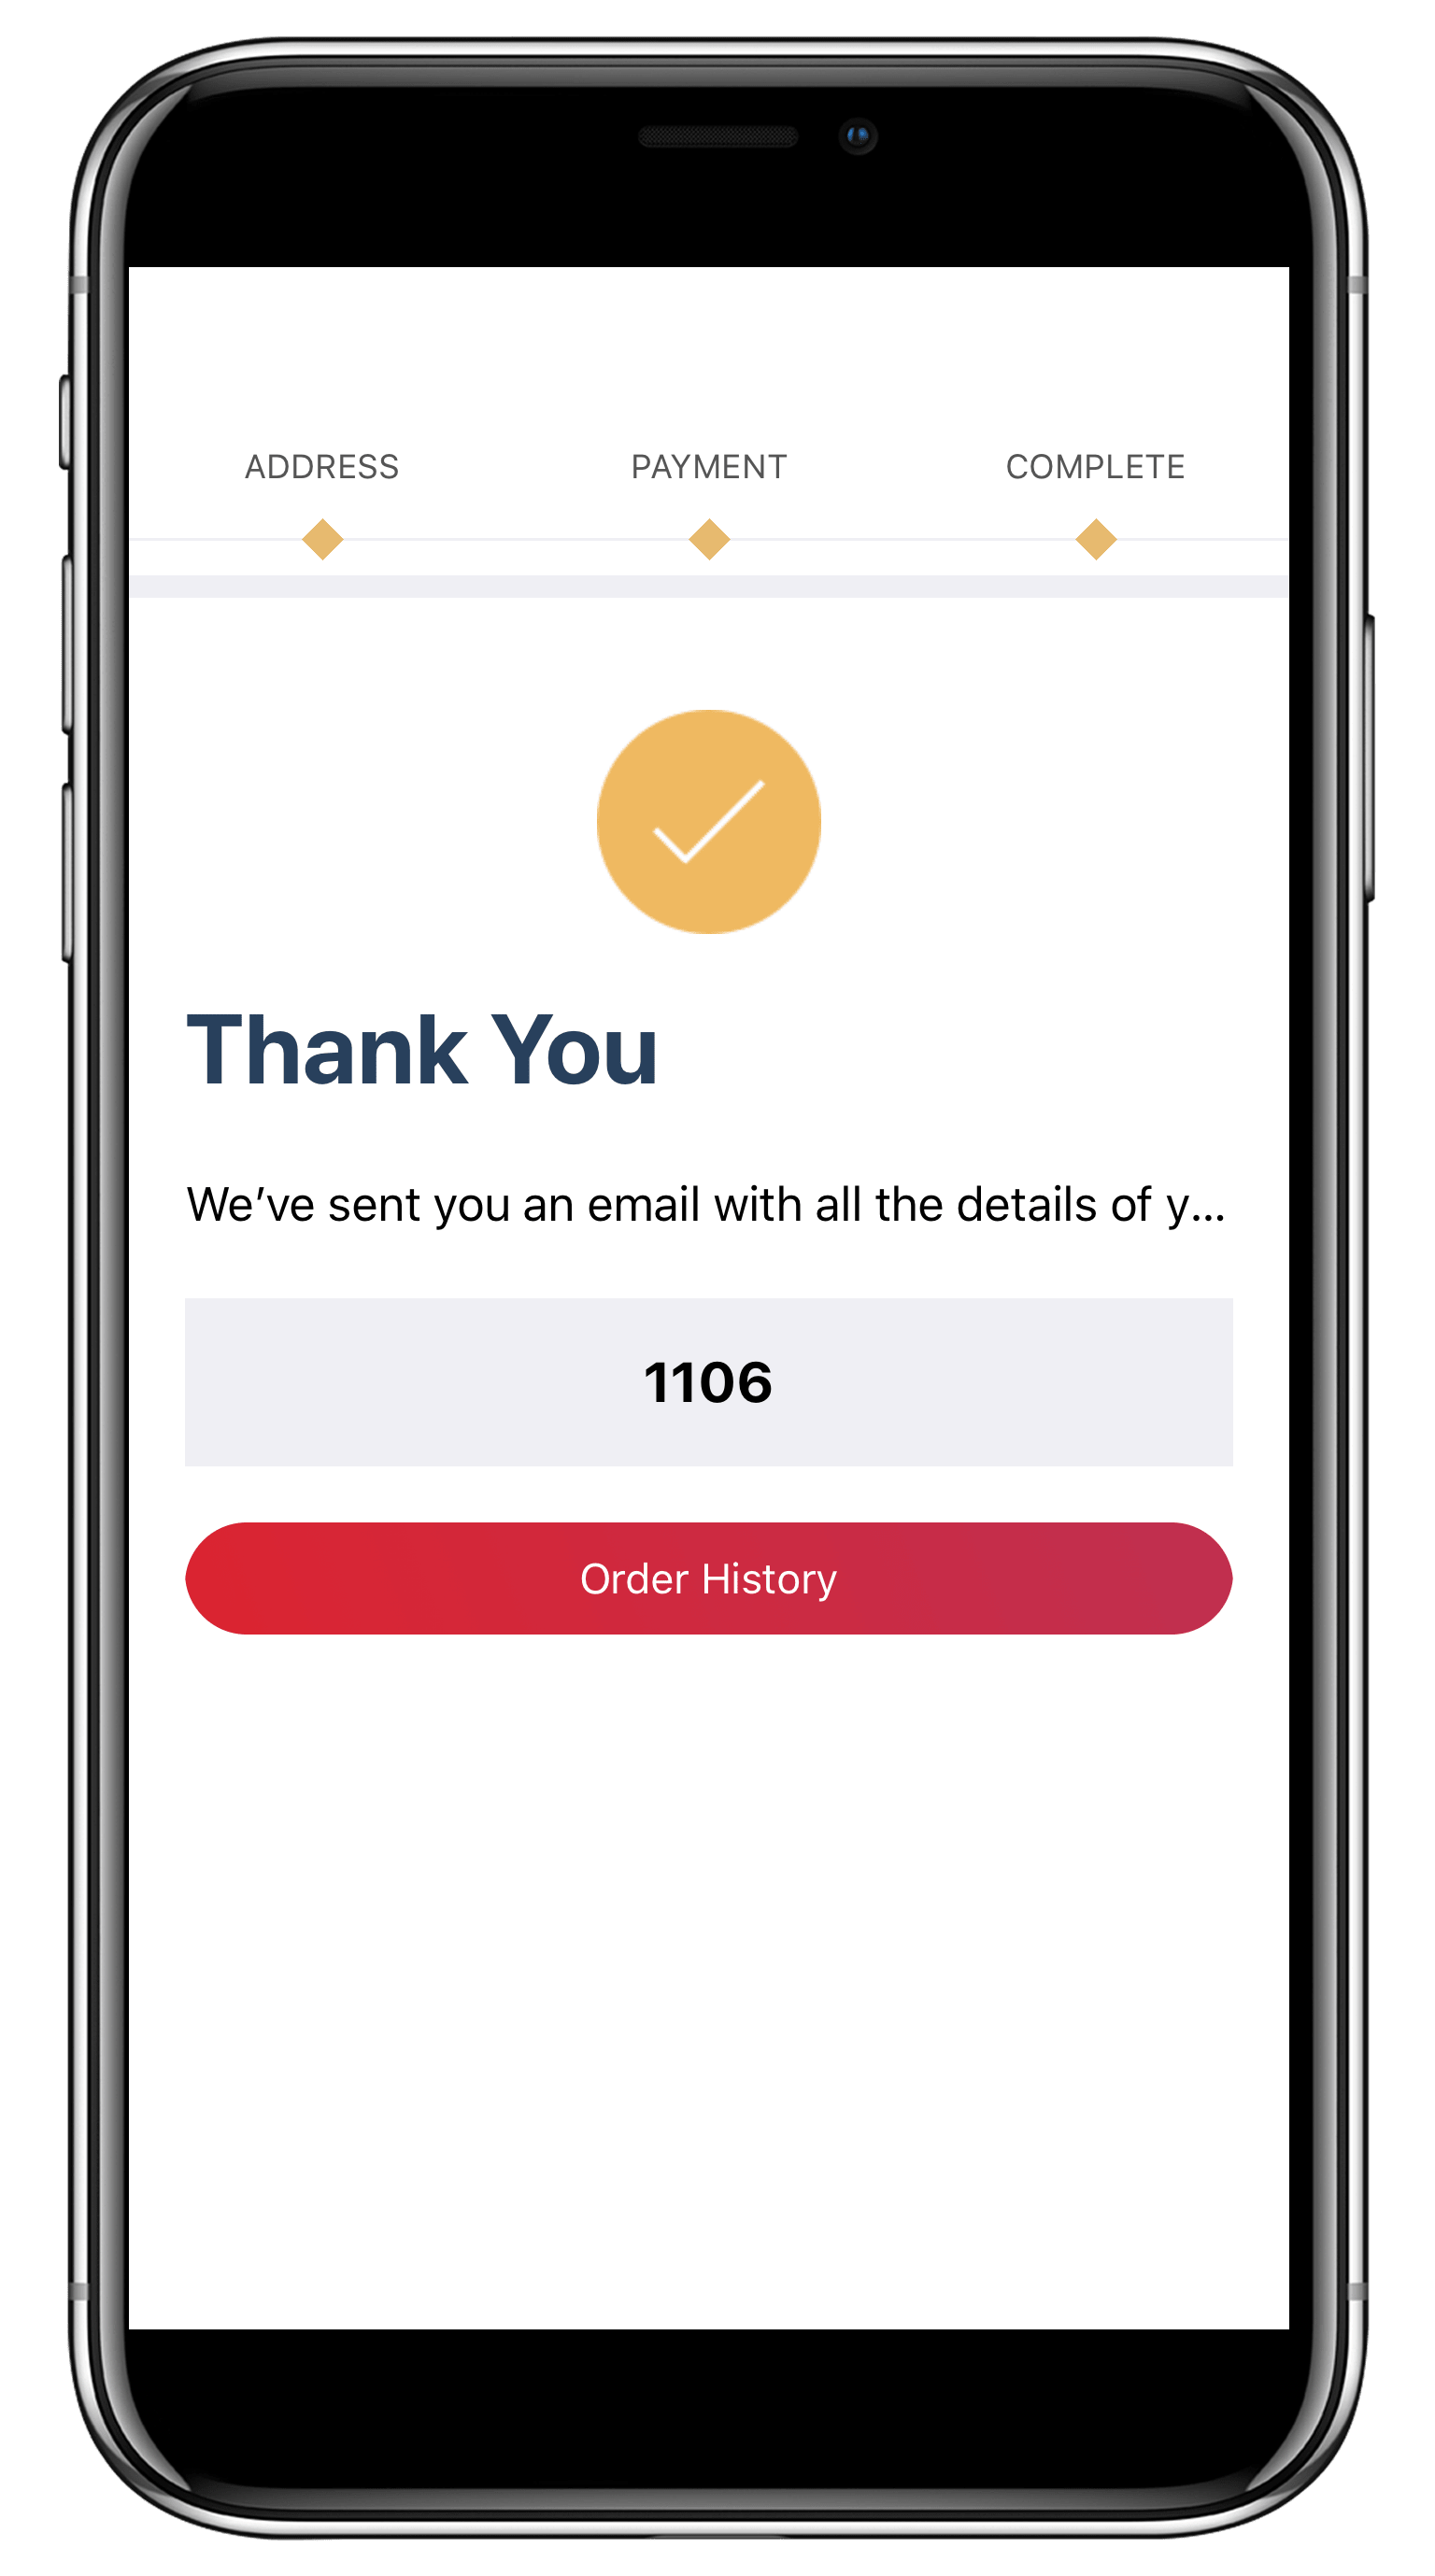 ADDRESS PAYMENT COMPLETE
Thank You
We’ve sent you an email with all the details of y...
1106
Order History